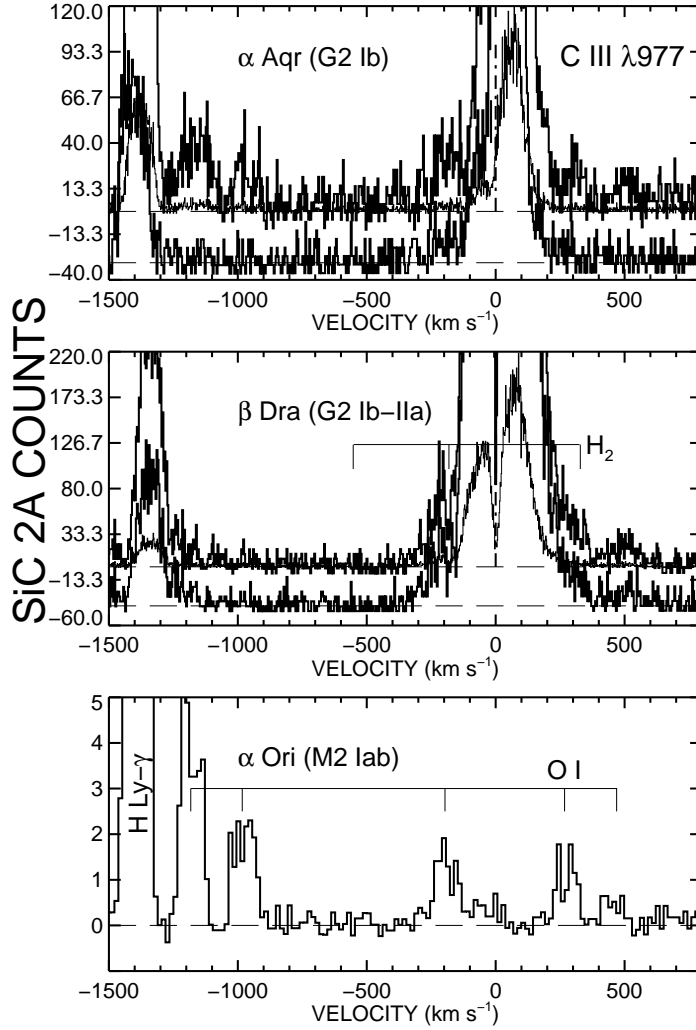 SiC 2A COUNTS
α Aqr (G2 Ib)
C III λ977
120.0
93.3
66.7
40.0
13.3
−13.3
−40.0
−1500 −1000 −500 0 500
VELOCITY (km s⁻¹)
β Dra (G2 Ib−IIa)
H₂
220.0
173.3
126.7
80.0
33.3
−13.3
−60.0
−1500 −1000 −500 0 500
VELOCITY (km s⁻¹)
α Ori (M2 Iab)
O I
H Ly−γ
5
4
3
2
1
0
−1500 −1000 −500 0 500
VELOCITY (km s⁻¹)